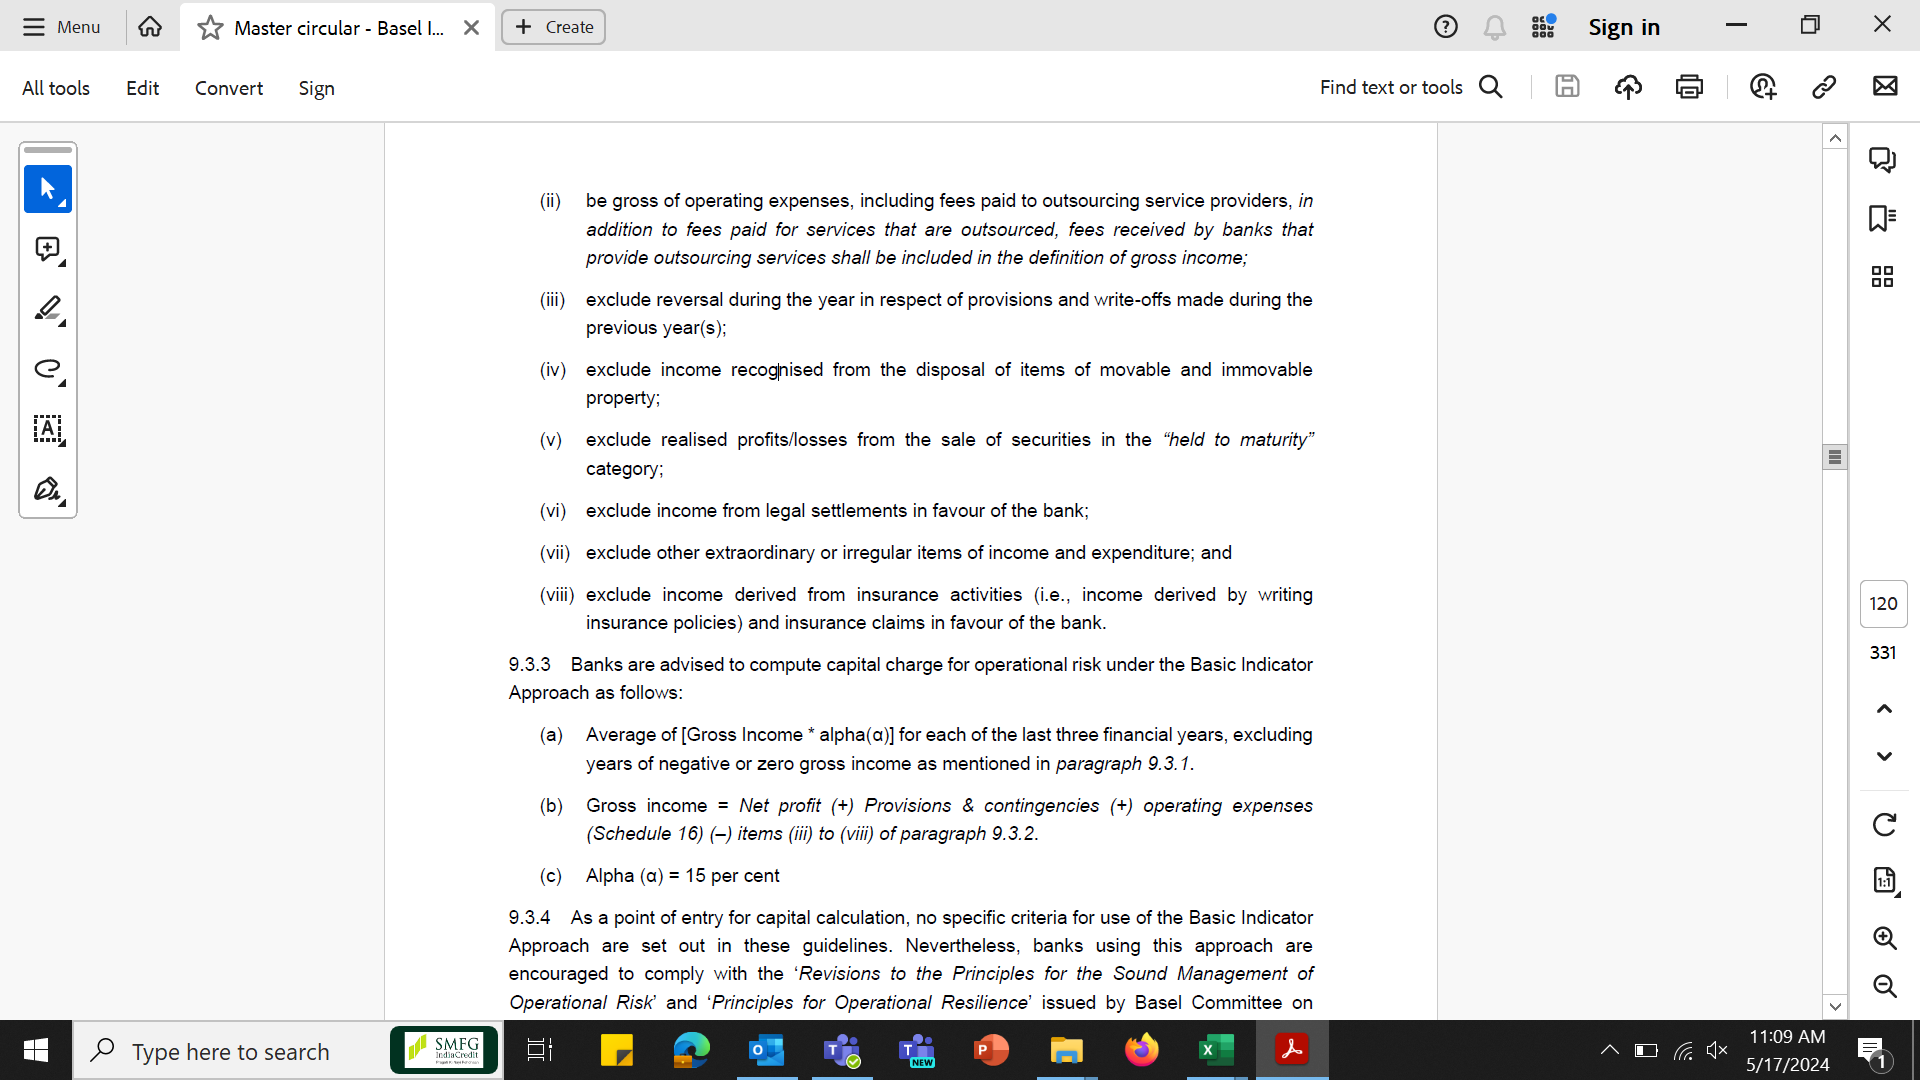 Menu
Master circular - Basel I...
Create
Sign in
All tools
Edit
Convert
Sign
Find text or tools
(ii) be gross of operating expenses, including fees paid to outsourcing service providers, in
addition to fees paid for services that are outsourced, fees received by banks that
provide outsourcing services shall be included in the definition of gross income;
(iii) exclude reversal during the year in respect of provisions and write-offs made during the
previous year(s);
(iv) exclude income recognised from the disposal of items of movable and immovable
property;
(v) exclude realised profits/losses from the sale of securities in the “held to maturity”
category;
(vi) exclude income from legal settlements in favour of the bank;
(vii) exclude other extraordinary or irregular items of income and expenditure; and
(viii) exclude income derived from insurance activities (i.e., income derived by writing
insurance policies) and insurance claims in favour of the bank.
9.3.3 Banks are advised to compute capital charge for operational risk under the Basic Indicator
Approach as follows:
(a) Average of [Gross Income * alpha(α)] for each of the last three financial years, excluding
years of negative or zero gross income as mentioned in paragraph 9.3.1.
(b) Gross income = Net profit (+) Provisions & contingencies (+) operating expenses
(Schedule 16) (–) items (iii) to (viii) of paragraph 9.3.2.
(c) Alpha (α) = 15 per cent
9.3.4 As a point of entry for capital calculation, no specific criteria for use of the Basic Indicator
Approach are set out in these guidelines. Nevertheless, banks using this approach are
encouraged to comply with the ‘Revisions to the Principles for the Sound Management of
Operational Risk’ and ‘Principles for Operational Resilience’ issued by Basel Committee on
120
331
1:1
Type here to search
SMFG
IndiaCredit
NEW
11:09 AM
5/17/2024
1